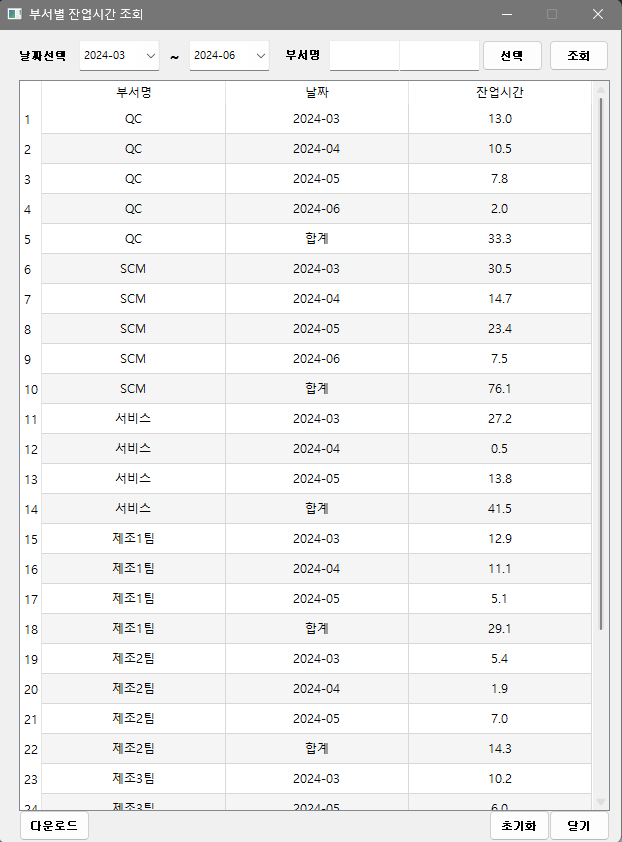 부서별 잔업시간 조회
날짜선택 2024-03 ~ 2024-06 부서명 선택 조회
부서명 날짜 잔업시간
1 QC 2024-03 13.0
2 QC 2024-04 10.5
3 QC 2024-05 7.8
4 QC 2024-06 2.0
5 QC 합계 33.3
6 SCM 2024-03 30.5
7 SCM 2024-04 14.7
8 SCM 2024-05 23.4
9 SCM 2024-06 7.5
10 SCM 합계 76.1
11 서비스 2024-03 27.2
12 서비스 2024-04 0.5
13 서비스 2024-05 13.8
14 서비스 합계 41.5
15 제조1팀 2024-03 12.9
16 제조1팀 2024-04 11.1
17 제조1팀 2024-05 5.1
18 제조1팀 합계 29.1
19 제조2팀 2024-03 5.4
20 제조2팀 2024-04 1.9
21 제조2팀 2024-05 7.0
22 제조2팀 합계 14.3
23 제조3팀 2024-03 10.2
24 제조3팀 2024-05 6.0
다운로드 초기화 닫기